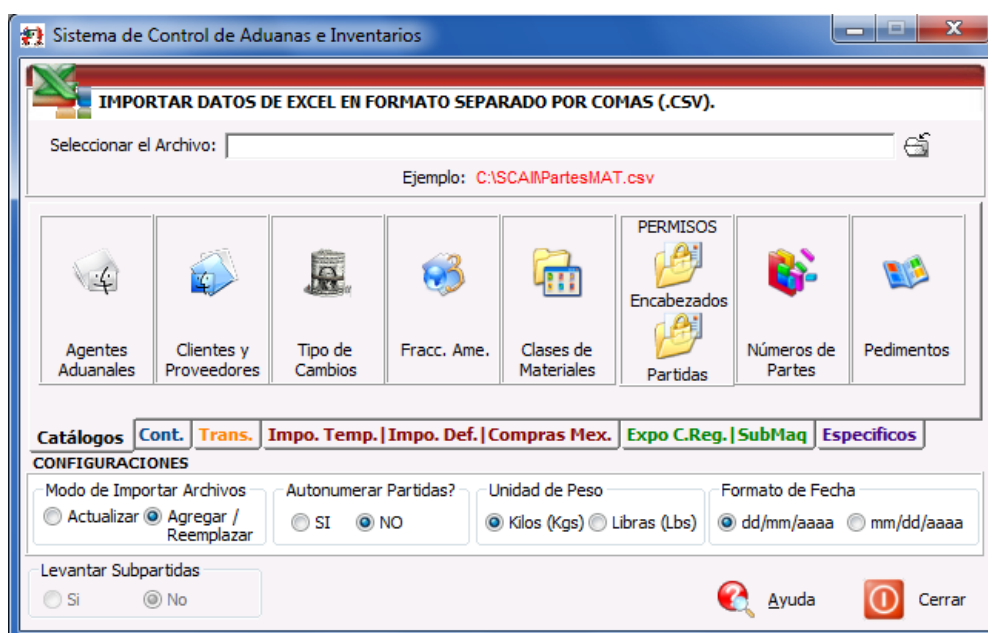 Sistema de Control de Aduanas e Inventarios
IMPORTAR DATOS DE EXCEL EN FORMATO SEPARADO POR COMAS (.CSV).
Seleccionar el Archivo:
Ejemplo: C:\SCAII\PartesMAT.csv
PERMISOS
Encabezados
Agentes Aduanales
Clientes y Proveedores
Tipo de Cambios
Fracc. Ame.
Clases de Materiales
Partidas
Números de Partes
Pedimentos
Catálogos Cont. Trans. Impo. Temp.|Impo. Def.|Compras Mex. Expo C.Reg.|SubMaq Especificos
CONFIGURACIONES
Modo de Importar Archivos Autonumerar Partidas? Unidad de Peso Formato de Fecha
Actualizar Agregar / Reemplazar SI NO Kilos (Kgs) Libras (Lbs) dd/mm/aaaa mm/dd/aaaa
Levantar Subpartidas
Si No Ayuda Cerrar